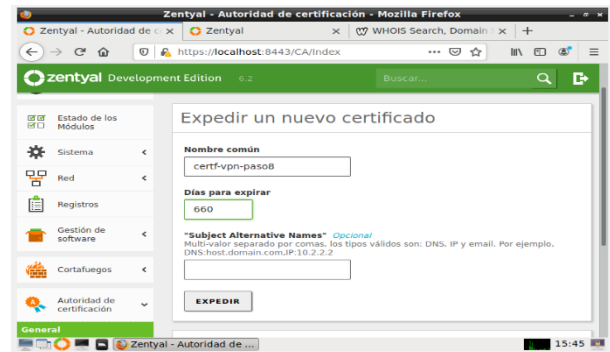 Zentyal - Autoridad de certificación - Mozilla Firefox
Zentyal - Autoridad de c
Zentyal
WHOIS Search, Domain
https://localhost:8443/CA/Index
zentyal Development Edition 6.2
Buscar...
Estado de los
Módulos
Sistema
Red
Registros
Gestión de
software
Cortafuegos
Autoridad de
certificación
General
Expedir un nuevo certificado
Nombre común
certf-vpn-paso8
Días para expirar
660
"Subject Alternative Names" Opcional
Multi-valor separado por comas, los tipos válidos son: DNS, IP y email. Por ejemplo,
DNS:host.domain.com,IP:10.2.2.2
EXPEDIR
Zentyal - Autoridad de ...
15:45